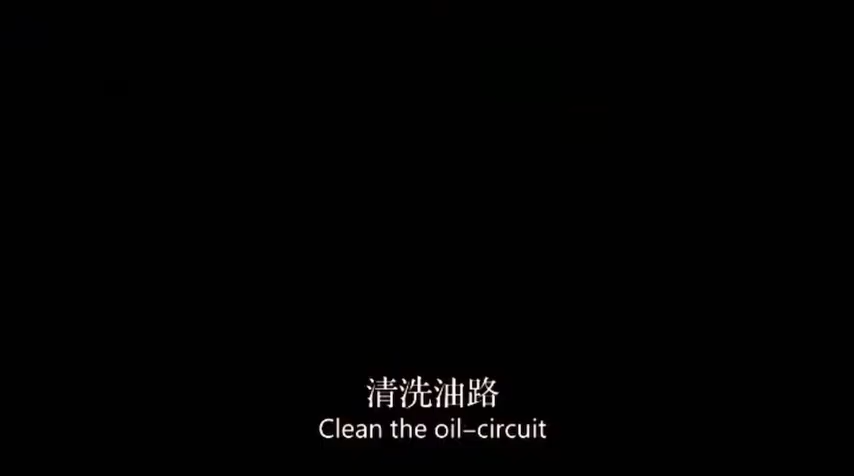 清洗油路
Clean the oil-circuit